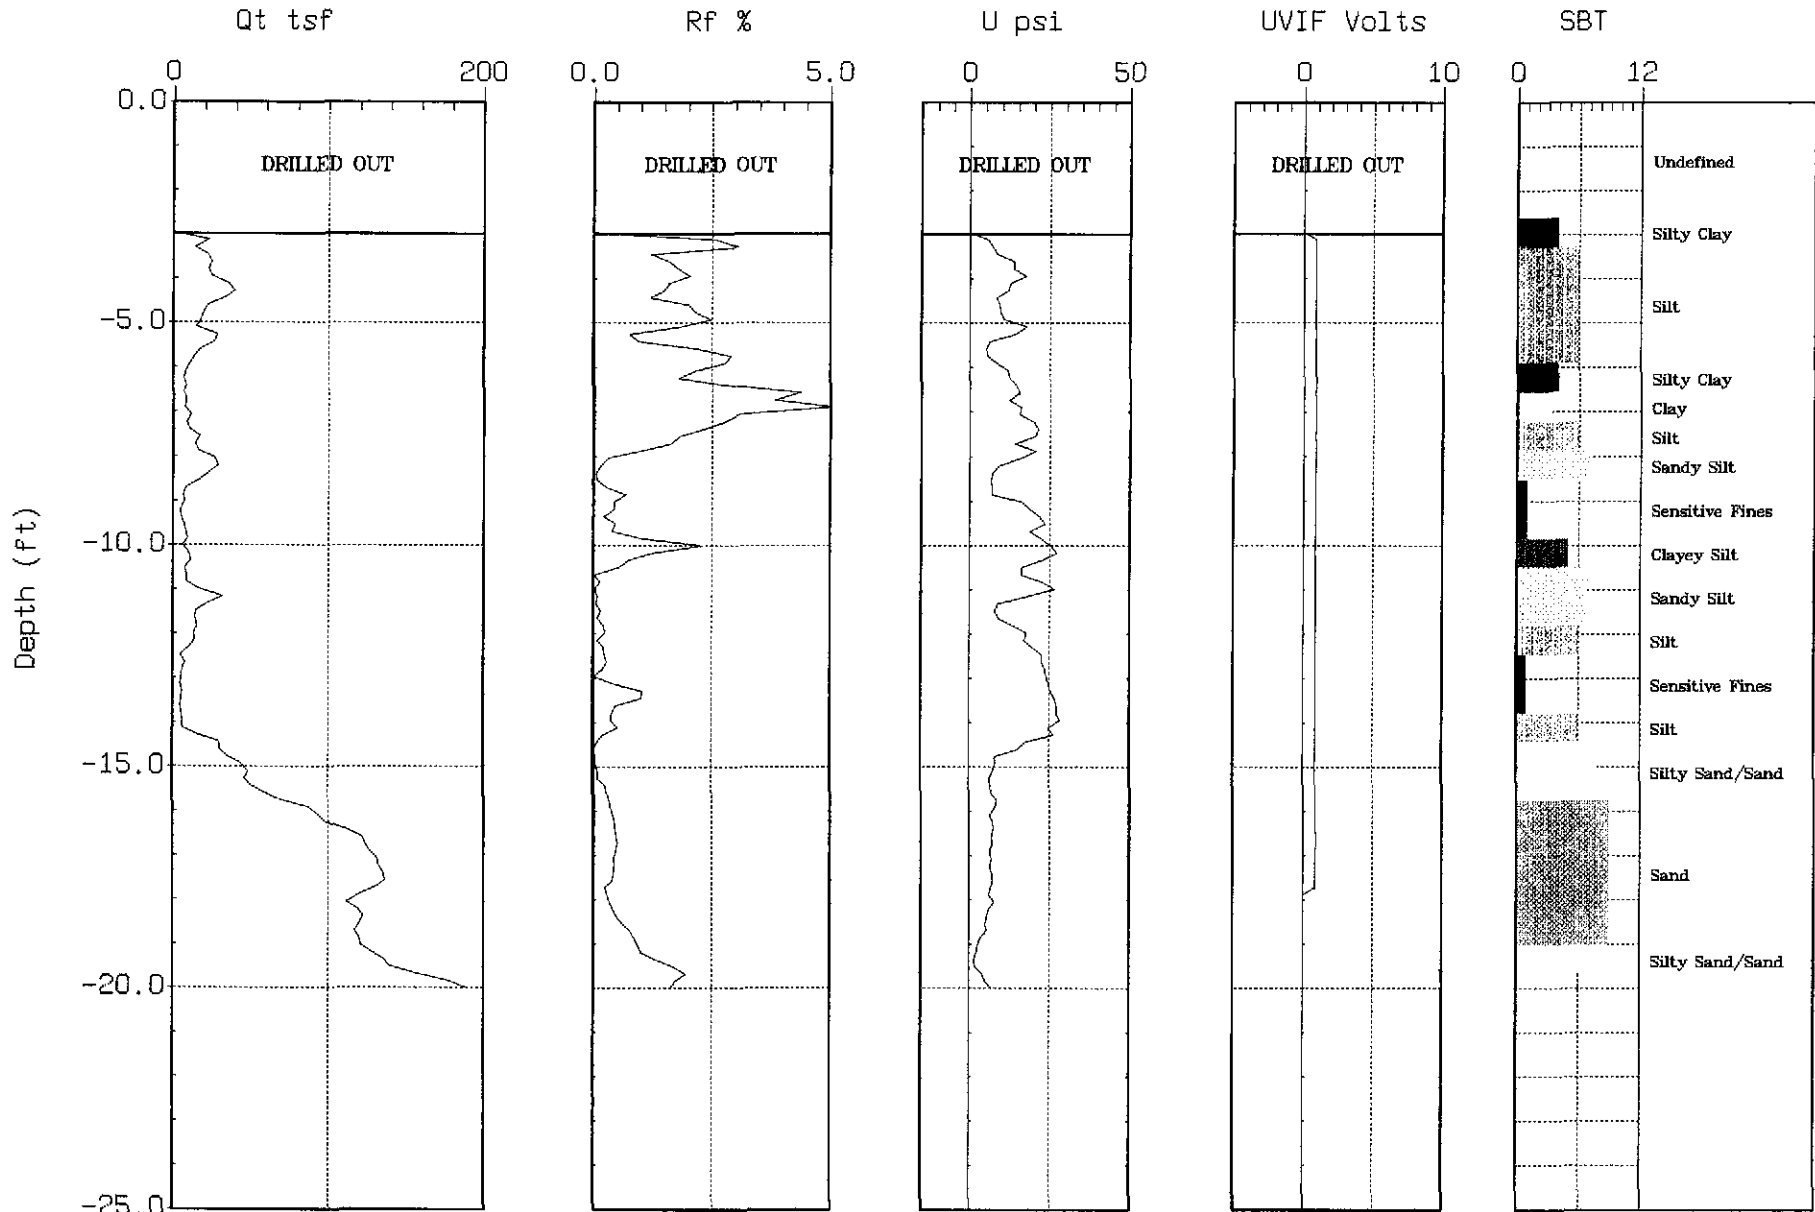 Qt tsf Rf % U psi UVIF Volts SBT
0 200 0.0 5.0 0 50 0 10 0 12
0.0
DRILLED OUT DRILLED OUT DRILLED OUT DRILLED OUT Undefined
Silty Clay
Silt
-5.0
Silty Clay
Clay
Silt
Sandy Silt
Sensitive Fines
-10.0
Clayey Silt
Sandy Silt
Depth (ft)
Silt
Sensitive Fines
Silt
-15.0
Silty Sand/Sand
Sand
Silty Sand/Sand
-20.0
-25.0